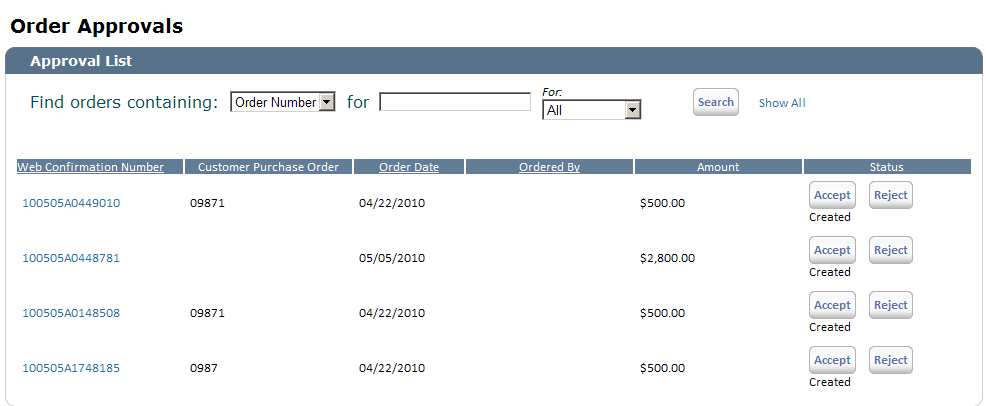 Order Approvals
Approval List
For:
Find orders containing: Order Number for All Search Show All
Web Confirmation Number Customer Purchase Order Order Date Ordered By Amount Status
100505A0449010 09871 04/22/2010 $500.00 Accept Reject
Created
100505A0448781 05/05/2010 $2,800.00 Accept Reject
Created
100505A0148508 09871 04/22/2010 $500.00 Accept Reject
Created
100505A1748185 0987 04/22/2010 $500.00 Accept Reject
Created